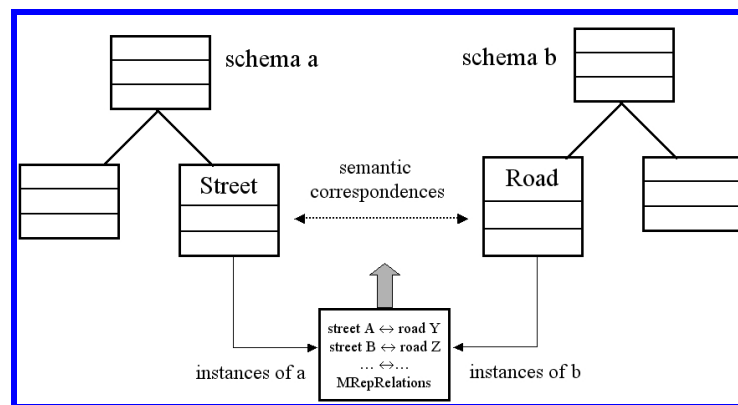 schema a
schema b
Street
semantic
correspondences
Road
street A ↔ road Y
street B ↔ road Z
... ↔ ...
MRepRelations
instances of a
instances of b